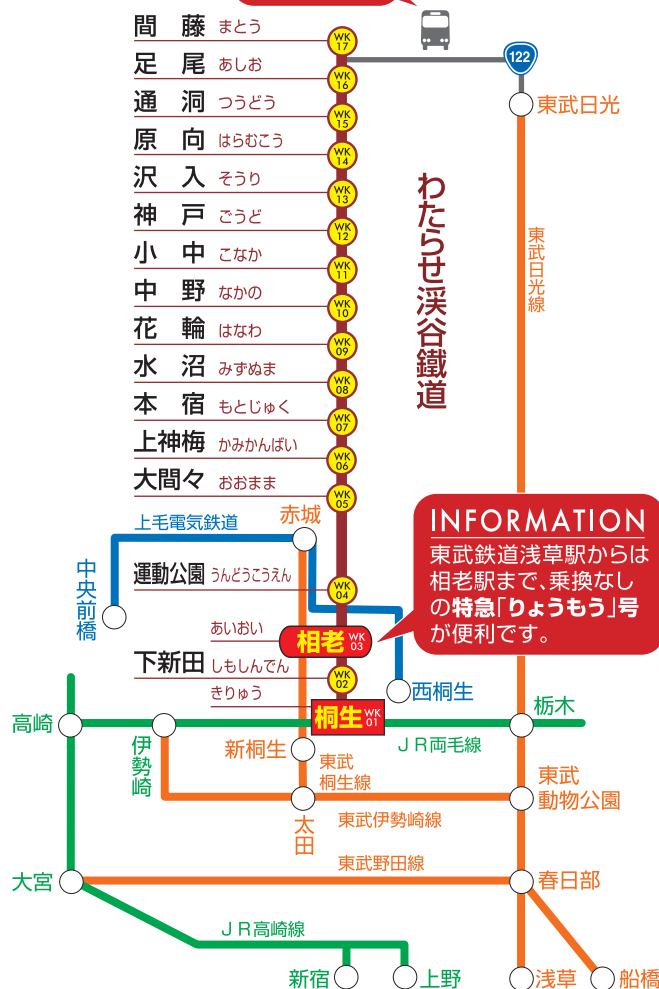 間藤 まとう WK 17
122
足尾 あしお WK 16
東武日光
通洞 つうどう WK 15
原向 はらむこう WK 14
沢入 そうり WK 13
神戸 ごうど WK 12
小中 こなか WK 11
中野 なかの WK 10
花輪 はなわ WK 09
水沼 みずぬま WK 08
本宿 もとじゅく WK 07
上神梅 かみかんばい WK 06
大間々 おおまま WK 05
わたらせ渓谷鐵道
東武日光線
INFORMATION
東武鉄道浅草駅からは
相老駅まで、乗換なし
の特急「りょうもう」号
が便利です。
赤城
上毛電気鉄道
中央前橋
運動公園 うんどうこうえん WK 04
あいおい
相老 WK 03
下新田 しもしんでん WK 02
きりゅう
桐生 WK 01
西桐生
高崎
伊勢崎
新桐生
東武
桐生線
JR両毛線
栃木
太田
東武伊勢崎線
東武
動物公園
東武野田線
大宮
春日部
JR高崎線
新宿
上野
浅草
船橋